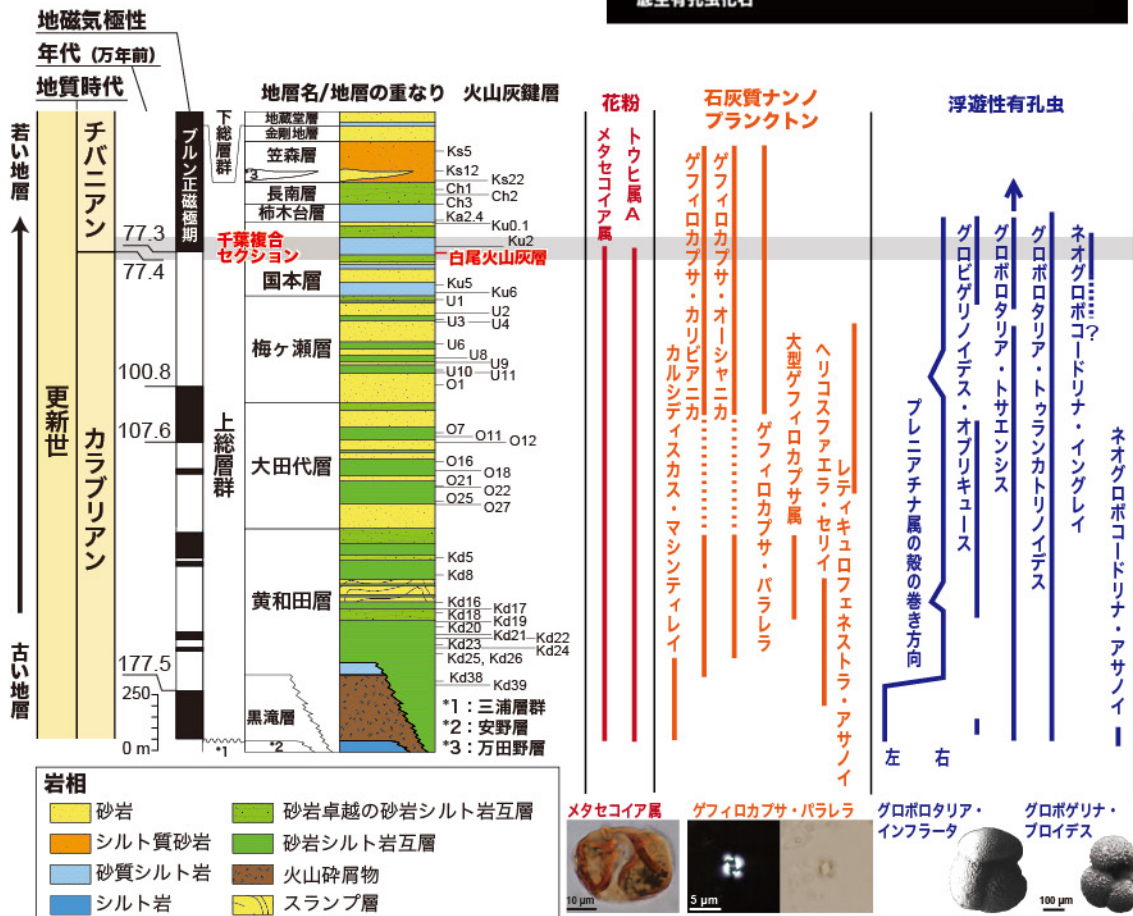 底生有孔虫化石
地磁気極性
年代（万年前）
地質時代
地層名/地層の重なり 火山灰鍵層
花粉
石灰質ナンノ
プランクトン
浮遊性有孔虫
若い地層
古い地層
更新世
チバニアン
カラブリアン
77.3
77.4
100.8
107.6
177.5
250
0 m
ブルン正磁極期
下総層群
上総層群
*1
地蔵堂層
金剛地層
笠森層
*3
長南層
柿木台層
千葉複合
セクション
国本層
梅ヶ瀬層
大田代層
黄和田層
黒滝層
*2
Ks5
Ks12
Ks22
Ch1
Ch2
Ch3
Ka2.4
Ku0.1
Ku2
白尾火山灰層
Ku5
Ku6
U1
U2
U3
U4
U6
U8
U9
U10
U11
O1
O7
O11
O12
O16
O18
O21
O22
O25
O27
Kd5
Kd8
Kd16
Kd17
Kd18
Kd19
Kd20
Kd21
Kd22
Kd23
Kd24
Kd25, Kd26
Kd38
Kd39
*1：三浦層群
*2：安野層
*3：万田野層
メタセコイア属
トウヒ属A
カルシディスカス・マシンティレイ
ゲフィロカプサ・カリビアニカ
ゲフィロカプサ・オーシャニカ
ゲフィロカプサ・パラレラ
大型ゲフィロカプサ属
ヘリコスファエラ・セリイ
レティキュロフェネストラ・アサノイ
プレニアチナ属の殻の巻き方向
左 右
グロビゲリノイデス・オブリキュース
グロボロタリア・トサエンシス
グロボロタリア・トゥランカトリノイデス
ネオグロボコードリナ・イングレイ
?
ネオグロボコードリナ・アサノイ
岩相
砂岩
シルト質砂岩
砂質シルト岩
シルト岩
砂岩卓越の砂岩シルト岩互層
砂岩シルト岩互層
火山砕屑物
スランプ層
メタセコイア属
10 µm
ゲフィロカプサ・パラレラ
5 µm
グロボロタリア・
インフラータ
グロボゲリナ・
ブロイデス
100 µm